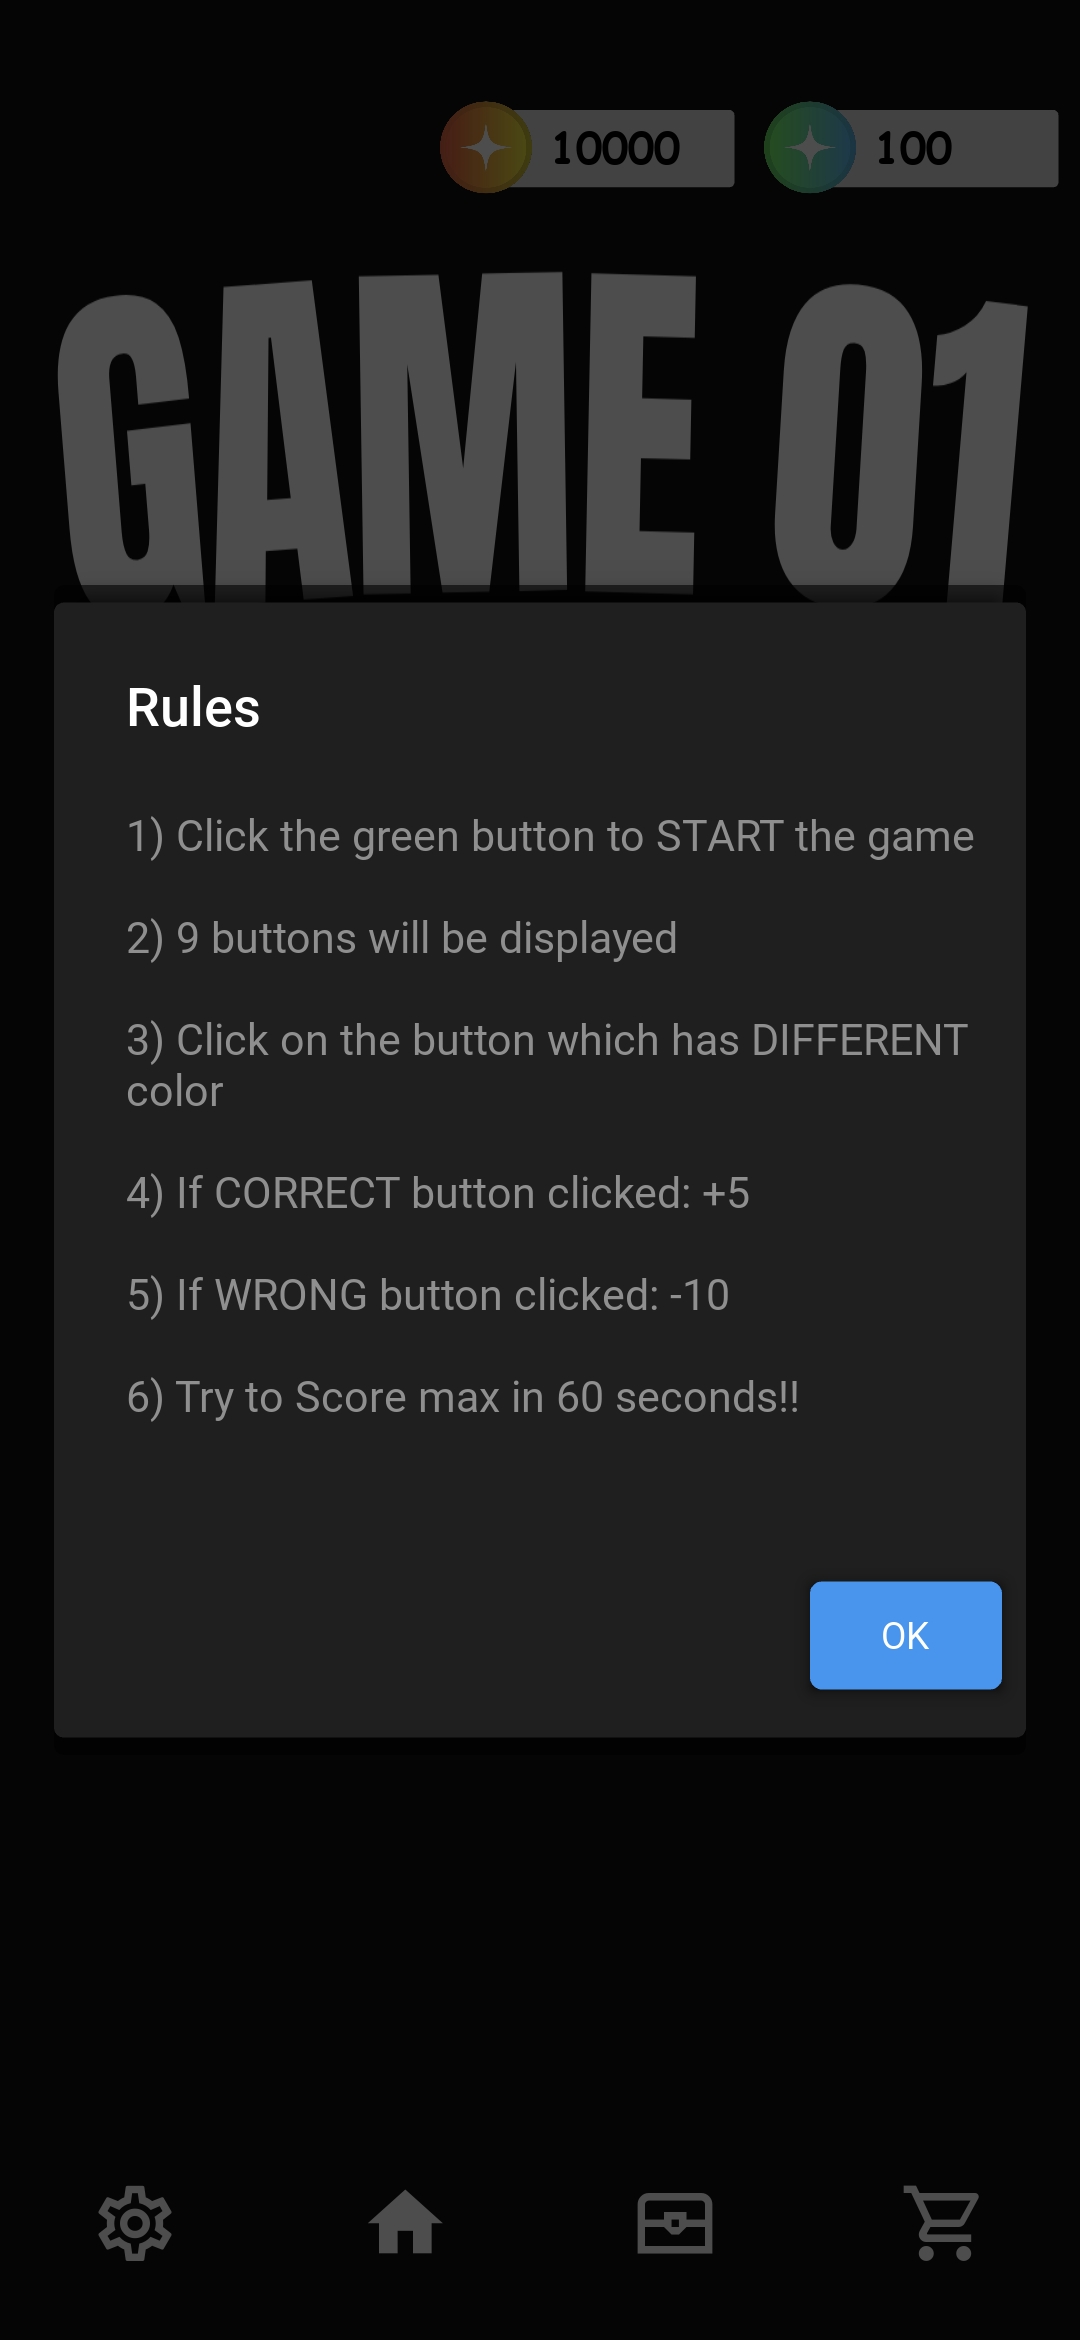 10000 100
GAME 01
Rules
1) Click the green button to START the game
2) 9 buttons will be displayed
3) Click on the button which has DIFFERENT
color
4) If CORRECT button clicked: +5
5) If WRONG button clicked: -10
6) Try to Score max in 60 seconds!!
OK